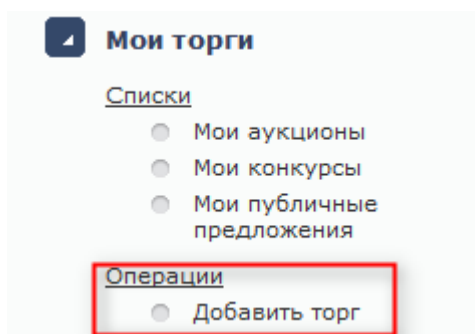 Мои торги
Списки
Мои аукционы
Мои конкурсы
Мои публичные
предложения
Операции
Добавить торг